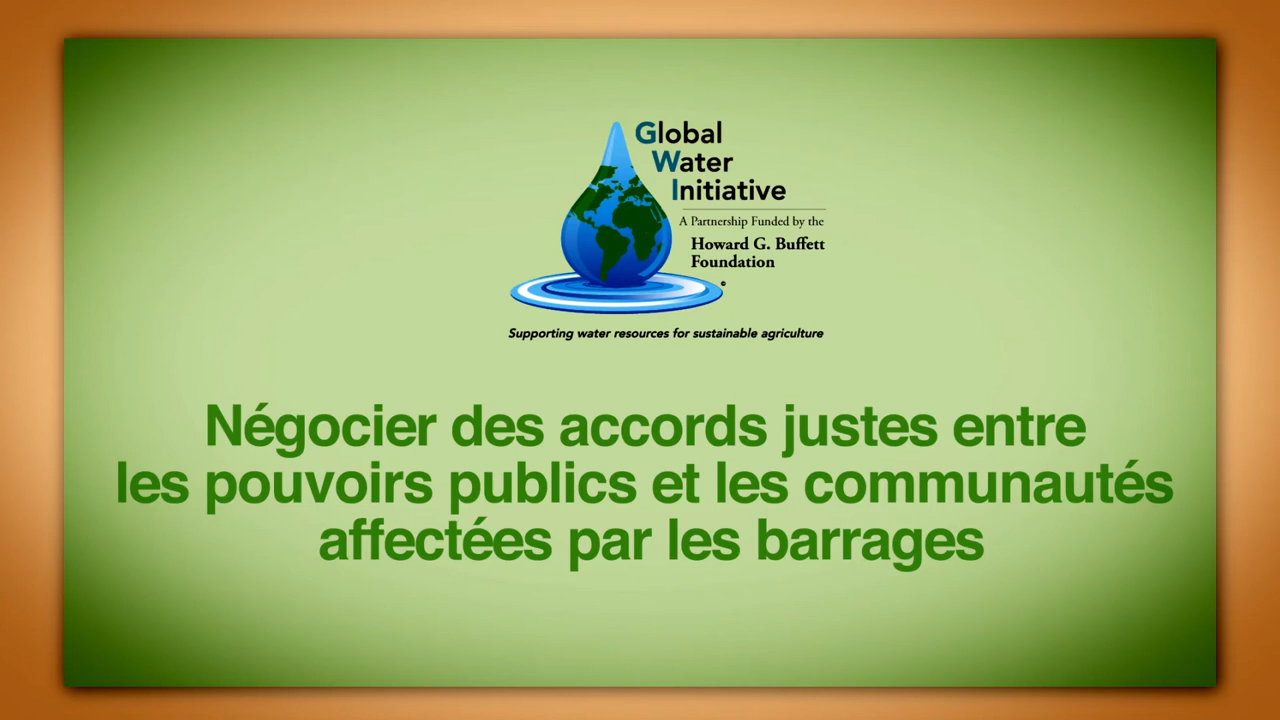 Global
Water
Initiative
A Partnership Funded by the
Howard G. Buffett
Foundation
©
Supporting water resources for sustainable agriculture
Négocier des accords justes entre
les pouvoirs publics et les communautés
affectées par les barrages